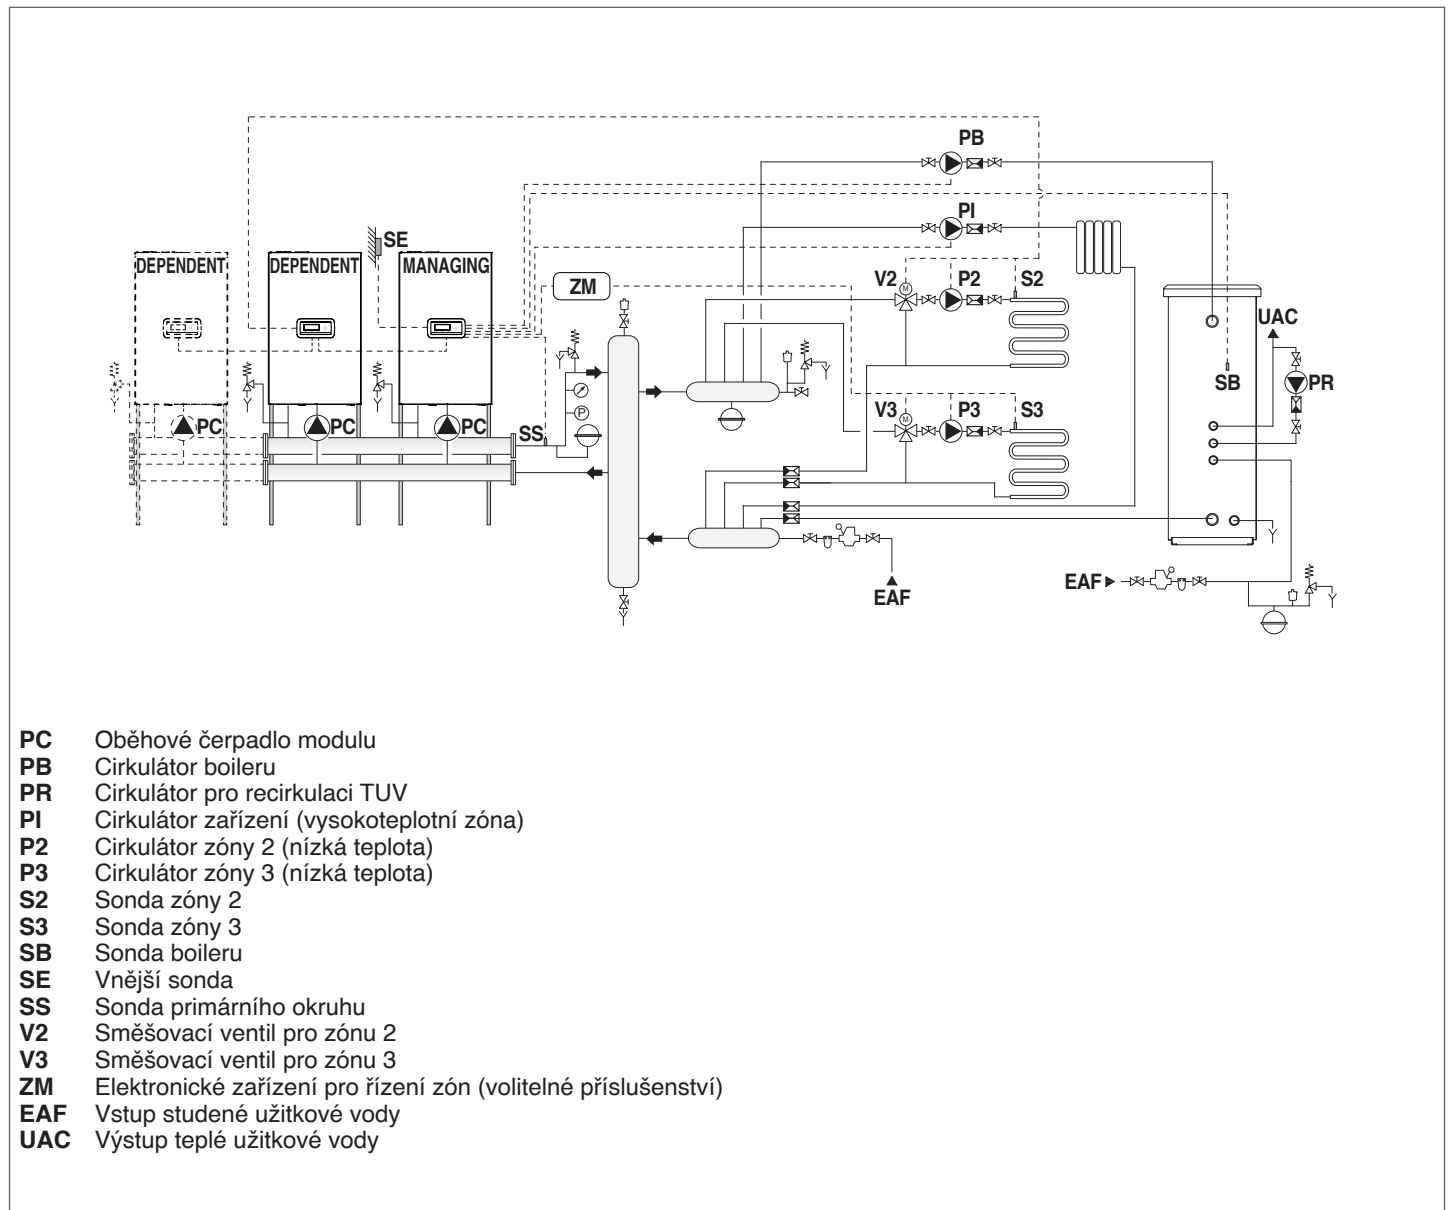 PB
PI
SE
DEPENDENT DEPENDENT MANAGING
ZM
V2 P2 S2
UAC
SB PR
V3 P3 S3
PC PC PC SS
P
M
M
EAF
EAF
PC Oběhové čerpadlo modulu
PB Cirkulátor boileru
PR Cirkulátor pro recirkulaci TUV
PI Cirkulátor zařízení (vysokoteplotní zóna)
P2 Cirkulátor zóny 2 (nízká teplota)
P3 Cirkulátor zóny 3 (nízká teplota)
S2 Sonda zóny 2
S3 Sonda zóny 3
SB Sonda boileru
SE Vnější sonda
SS Sonda primárního okruhu
V2 Směšovací ventil pro zónu 2
V3 Směšovací ventil pro zónu 3
ZM Elektronické zařízení pro řízení zón (volitelné příslušenství)
EAF Vstup studené užitkové vody
UAC Výstup teplé užitkové vody